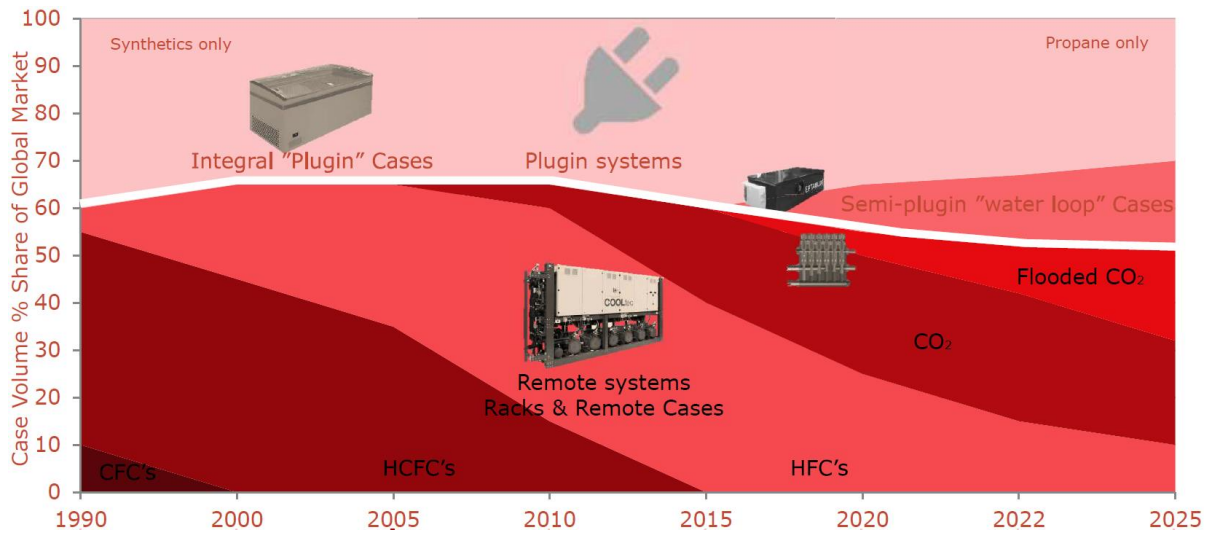 Case Volume % Share of Global Market
100
90
80
70
60
50
40
30
20
10
0
Synthetics only
Propane only
Integral "Plugin" Cases
Plugin systems
Semi-plugin "water loop" Cases
Flooded CO₂
COOLtec
CO₂
Remote systems
Racks & Remote Cases
CFC's
HCFC's
HFC's
1990
2000
2005
2010
2015
2020
2022
2025